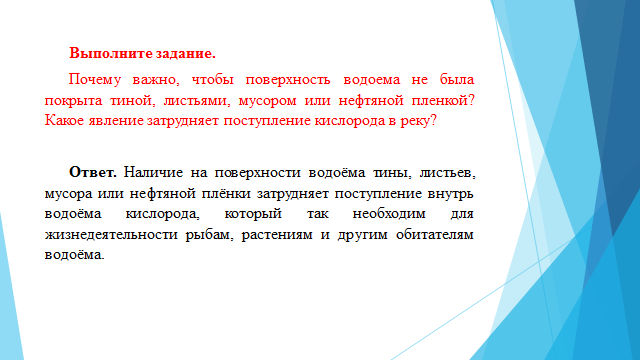 Выполните задание.
Почему важно, чтобы поверхность водоема не была
покрыта тиной, листьями, мусором или нефтяной пленкой?
Какое явление затрудняет поступление кислорода в реку?
Ответ. Наличие на поверхности водоёма тины, листьев,
мусора или нефтяной плёнки затрудняет поступление внутрь
водоёма кислорода, который так необходим для
жизнедеятельности рыбам, растениям и другим обитателям
водоёма.